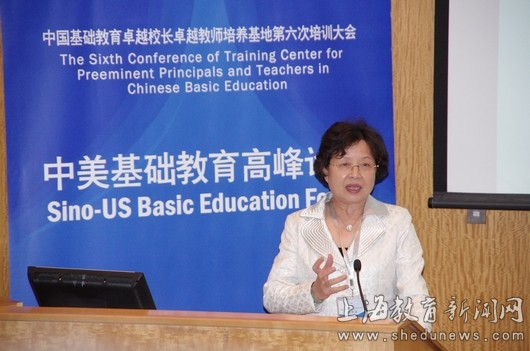 中国基础教育卓越校长卓越教师培养基地第六次培训大会
The Sixth Conference of Training Center for
Preeminent Principals and Teachers in
Chinese Basic Education
中美基础教育高峰
Sino-US Basic Education
上海教育新闻网
www.shedunews.com